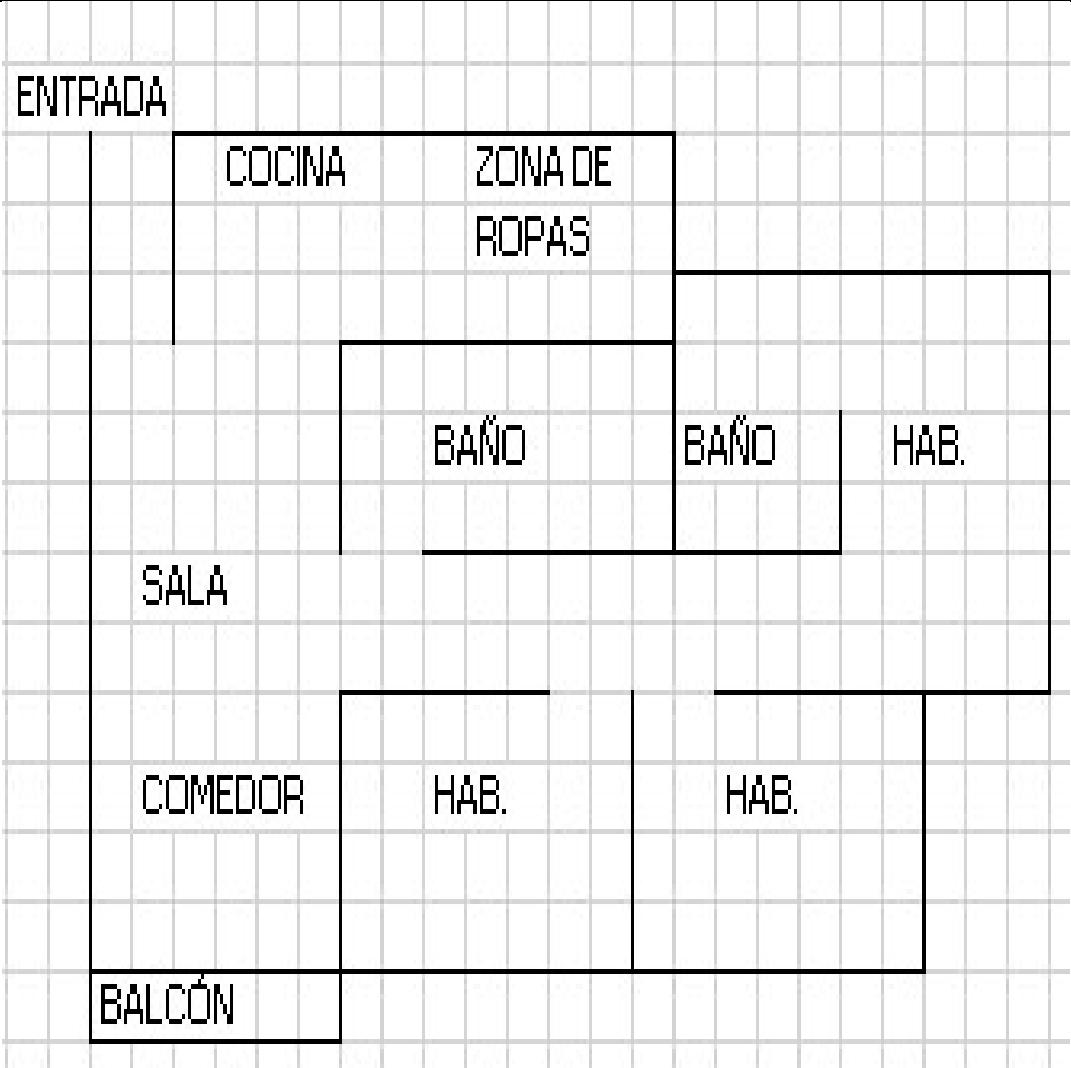 ENTRADA
COCINA
ZONA DE
ROPAS
BAÑO
BAÑO
HAB.
SALA
COMEDOR
HAB.
HAB.
BALCÓN